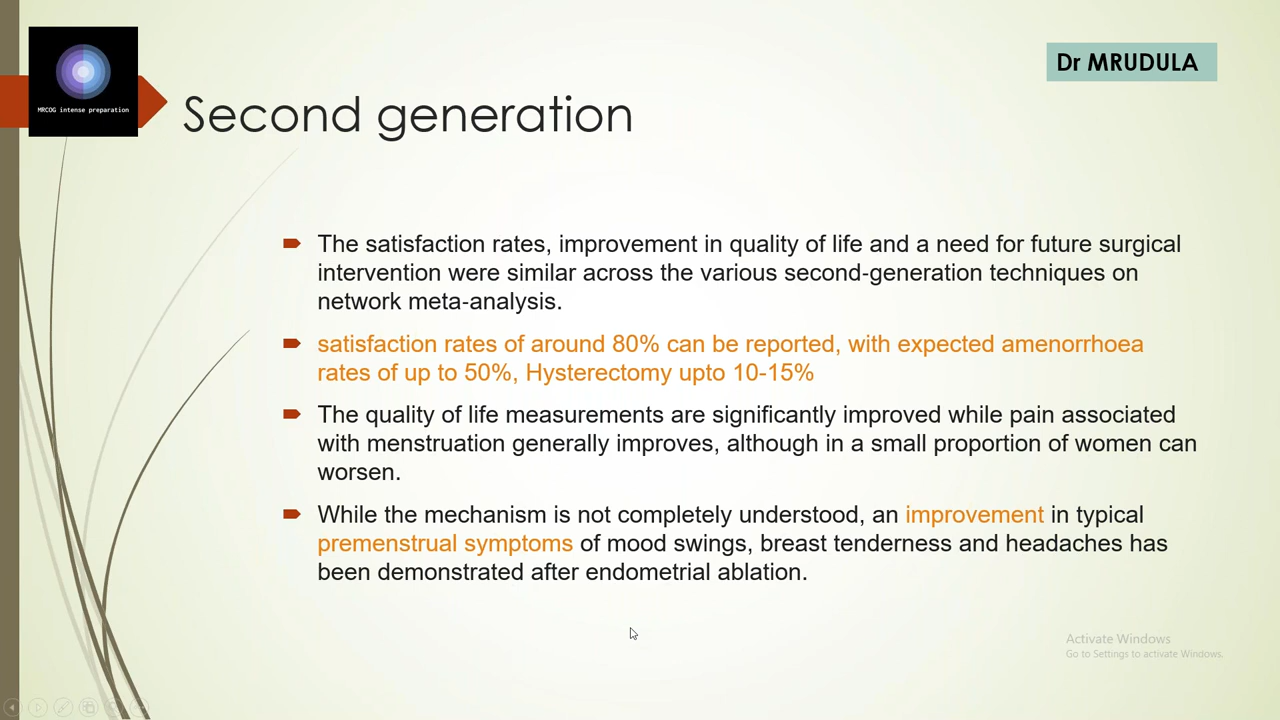 MRCOG intense preparation
Dr MRUDULA
Second generation
The satisfaction rates, improvement in quality of life and a need for future surgical
intervention were similar across the various second-generation techniques on
network meta-analysis.
satisfaction rates of around 80% can be reported, with expected amenorrhoea
rates of up to 50%, Hysterectomy upto 10-15%
The quality of life measurements are significantly improved while pain associated
with menstruation generally improves, although in a small proportion of women can
worsen.
While the mechanism is not completely understood, an improvement in typical
premenstrual symptoms of mood swings, breast tenderness and headaches has
been demonstrated after endometrial ablation.
Activate Windows
Go to Settings to activate Windows.